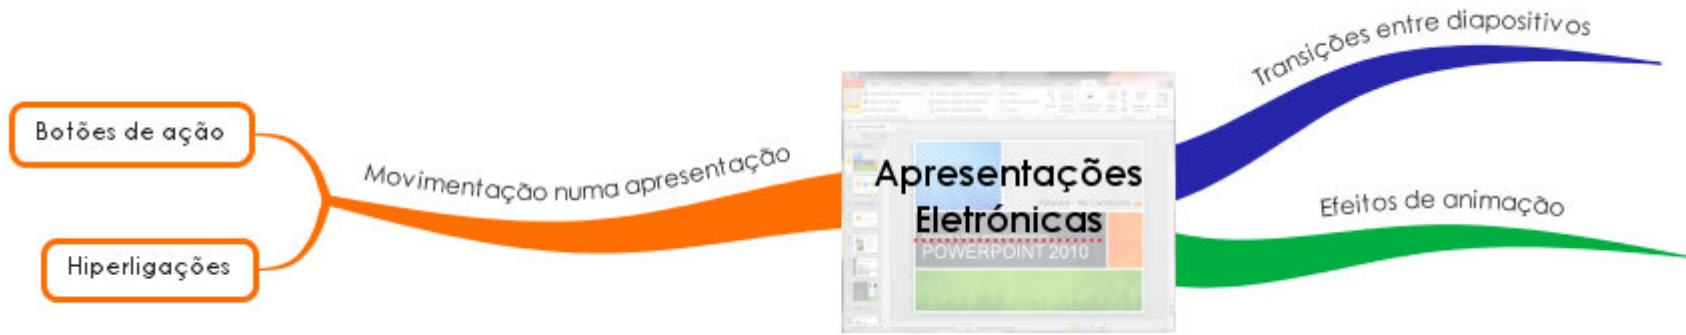 Botões de ação
Hiperligações
Movimentação numa apresentação
Apresentações
Eletrónicas
POWERPOINT 2010
Transições entre diapositivos
Efeitos de animação